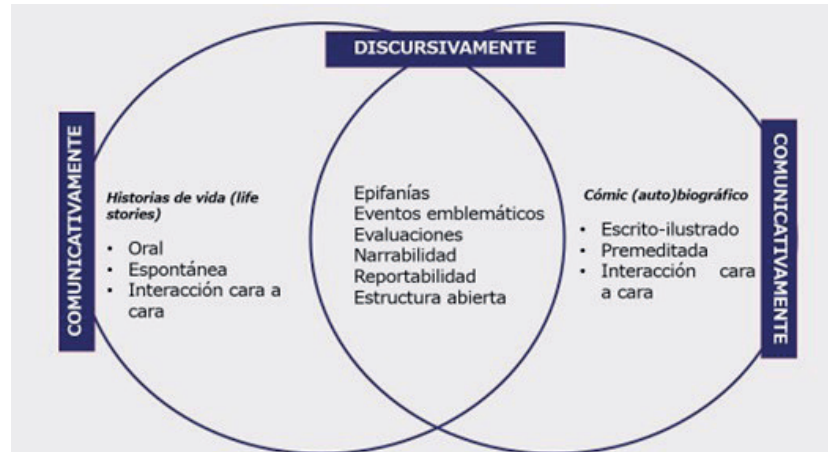 DISCURSIVAMENTE
COMUNICATIVAMENTE
Historias de vida (life
stories)
• Oral
• Espontánea
• Interacción cara a
cara
Epifanías
Eventos emblemáticos
Evaluaciones
Narrabilidad
Reportabilidad
Estructura abierta
Cómic (auto)biográfico
• Escrito-ilustrado
• Premeditada
• Interacción cara
a cara
COMUNICATIVAMENTE